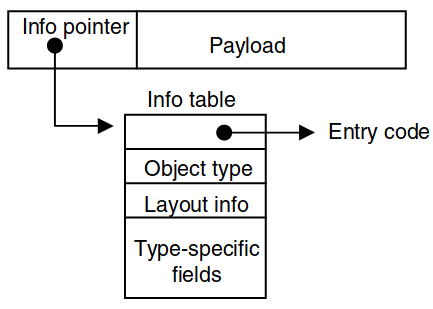 Info pointer
Payload
Info table
Entry code
Object type
Layout info
Type-specific
fields